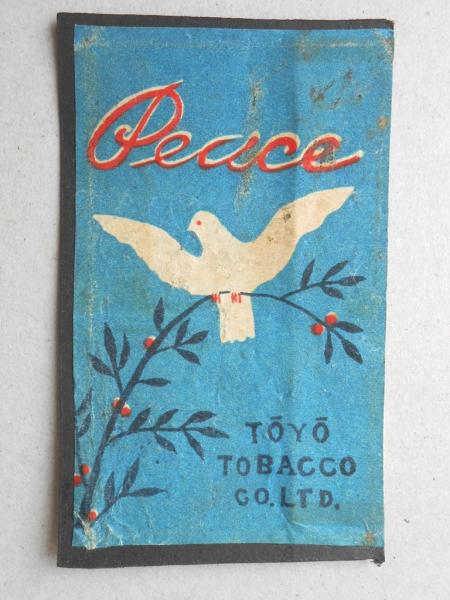 Peace
TŌYŌ
TOBACCO
CO. LTD.